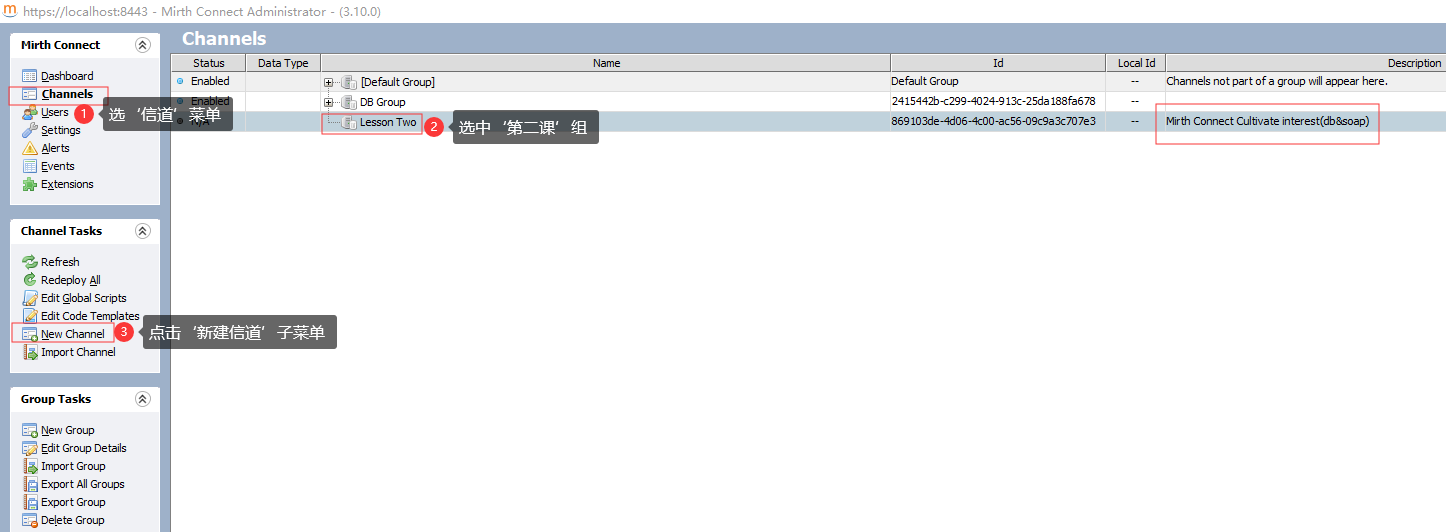 https://localhost:8443 - Mirth Connect Administrator - (3.10.0)
Mirth Connect
Dashboard
Channels
Users
Settings
Alerts
Events
Extensions
1 选‘信道’菜单
Channel Tasks
Refresh
Redeploy All
Edit Global Scripts
Edit Code Templates
New Channel
Import Channel
3 点击‘新建信道’子菜单
Group Tasks
New Group
Edit Group Details
Import Group
Export All Groups
Export Group
Delete Group
Channels
Status Data Type Name Id Local Id Description
Enabled [Default Group] Default Group -- Channels not part of a group will appear here.
Enabled DB Group 2415442b-c299-4024-913c-25da188fa678 --
N/A Lesson Two 869103de-4d06-4c00-ac56-09c9a3c707e3 -- Mirth Connect Cultivate interest(db&soap)
2 选中‘第二课’组